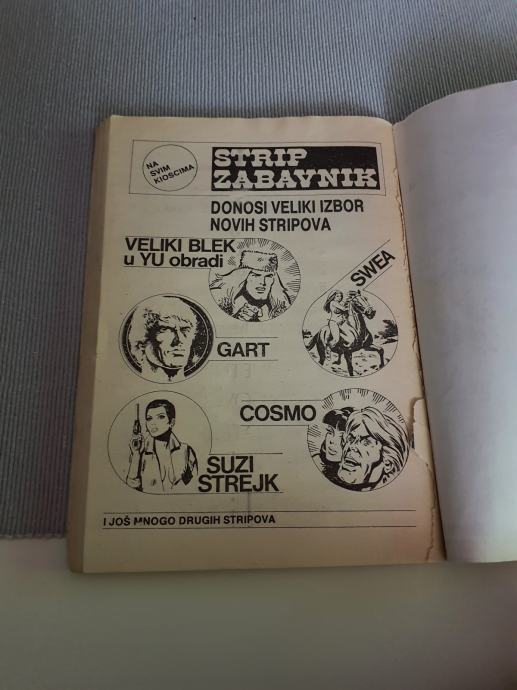 NA
SVIM
KIOSCIMA
STRIP
ZABAVNIK
DONOSI VELIKI IZBOR
NOVIH STRIPOVA
VELIKI BLEK
u YU obradi
SWEA
GART
COSMO
SUZI
STREJK
I JOŠ MNOGO DRUGIH STRIPOVA